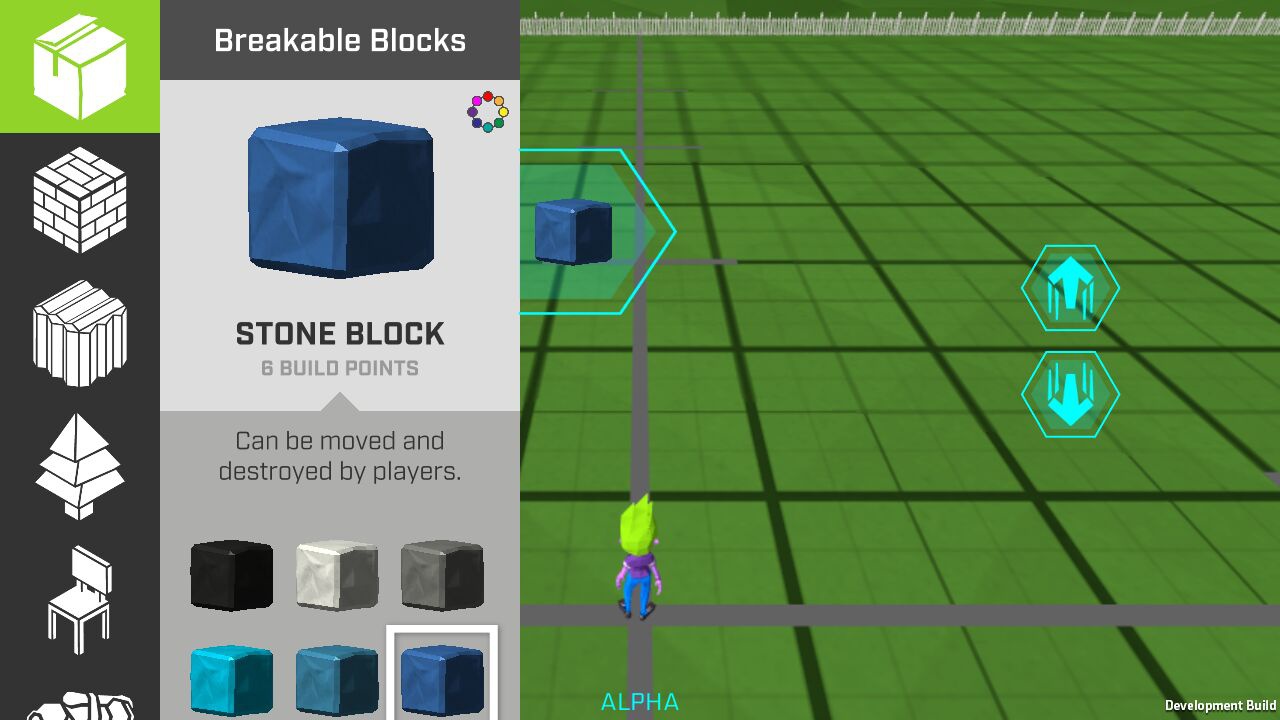 Breakable Blocks
STONE BLOCK
6 BUILD POINTS
Can be moved and
destroyed by players.
ALPHA
Development Build